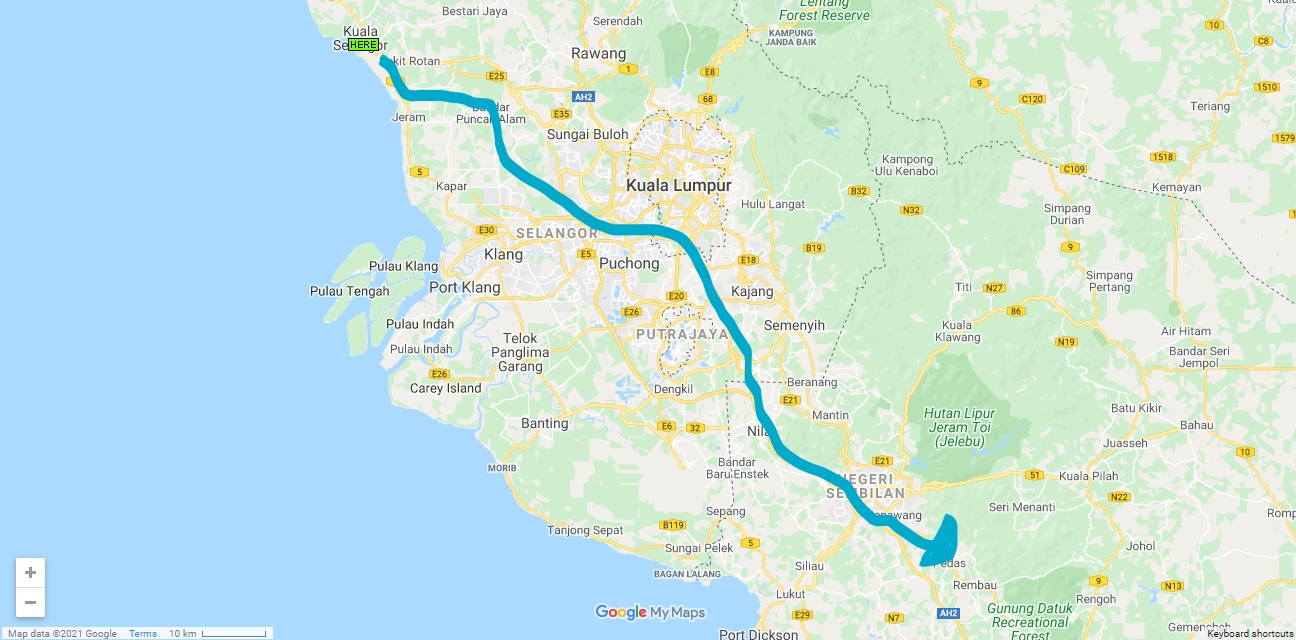 Bestari Jaya
Serendah
Lentang
Forest Reserve
10
Kuala
HERE
KAMPUNG
JANDA BAIK
C8
Rawang
kit Rotan
1
E8
E25
9
1510
AH2
68
C120
Teriang
Jeram
Puncak Alam
E35
Sungai Buloh
1579
1518
Kampong
Ulu Kenaboi
C109
5
Kapar
Kuala Lumpur
B32
Kemayan
Hulu Langat
N32
Simpang
Durian
E30
SELANGOR
B19
9
Klang
E5
Puchong
E18
Pulau Klang
Port Klang
Pulau Tengah
E20
Kajang
Titi
N27
Simpang
Pertang
E26
86
Pulau Indah
PUTRAJAYA
Semenyih
Kuala
Klawang
Air Hitam
Pulau Indah
Telok
Panglima
Garang
N19
Bandar Seri
Jempol
E26
Carey Island
Dengkil
Beranang
E21
Batu Kikir
Banting
E6
32
Nilai
Mantin
Hutan Lipur
Jeram Toi
(Jelebu)
Bahau
Juasseh
10
MORIB
Bandar
Baru Enstek
E21
NEGERI
SEMBILAN
51
Kuala Pilah
N22
Sepang
Seri Menanti
Romp
Tanjong Sepat
B119
5
Sungai Pelek
Johol
BAGAN LALANG
Siliau
Pedas
Rembau
9
Rengoh
N13
Lukut
E29
N7
AH2
Gunung Datuk
Recreational
Forest
Gemencheh
Google My Maps
Port Dickson
+
−
Map data ©2021 Google Terms 10 km
Keyboard shortcuts